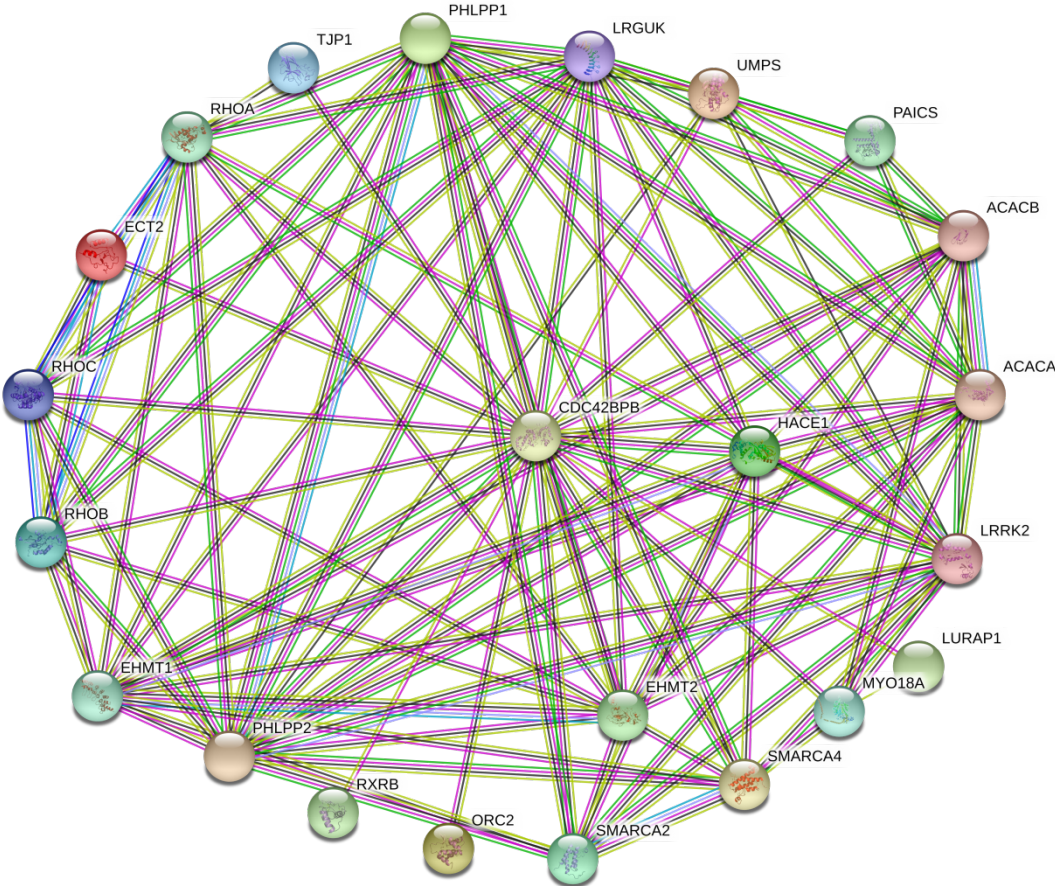 PHLPP1
LRGUK
TJP1
UMPS
RHOA
PAICS
ACACB
ECT2
RHOC
ACACA
CDC42BPB
HACE1
RHOB
LRRK2
LURAP1
EHMT1
EHMT2
MYO18A
PHLPP2
SMARCA4
RXRB
ORC2
SMARCA2